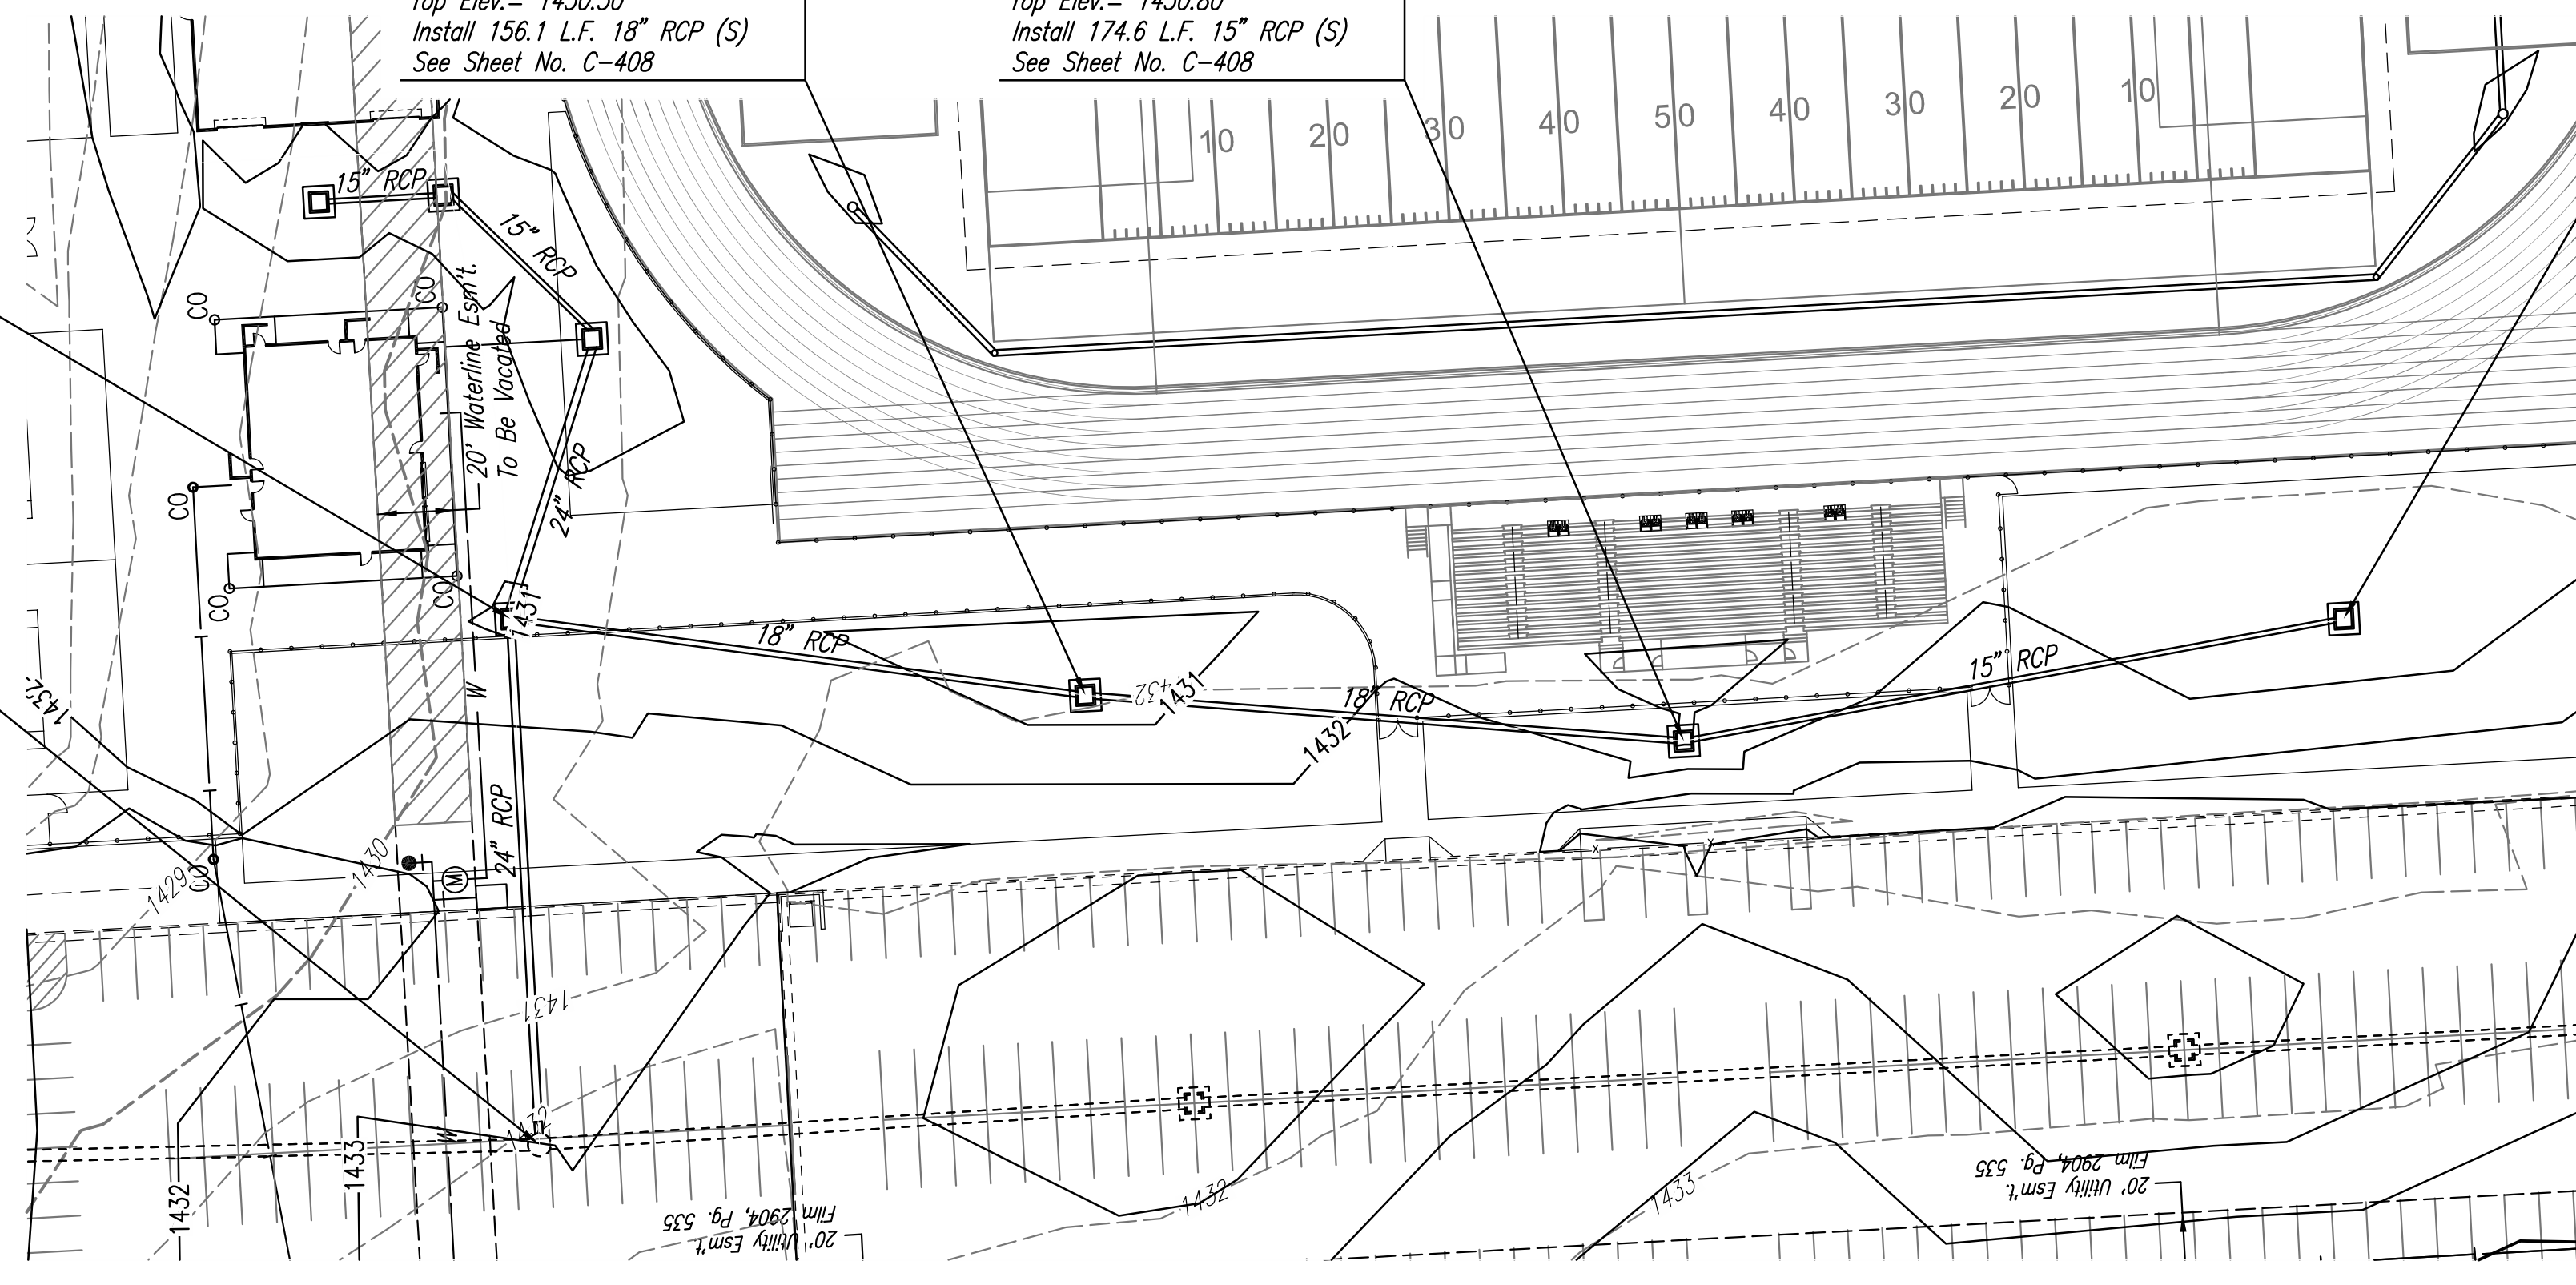 Top Elev.= 1430.50
Install 156.1 L.F. 18" RCP (S)
See Sheet No. C-408
Top Elev.= 1430.80
Install 174.6 L.F. 15" RCP (S)
See Sheet No. C-408
10
20
30
40
50
40
30
20
10
15" RCP
15" RCP
CO
CO
20' Waterline Esm't.
To Be Vacated
24" RCP
CO
CO
CO
1431
18" RCP
1432
1431
18" RCP
1432
15" RCP
1432
W
24" RCP
1430
1429
CO
M
x
x
1431
1432
W
1433
1432
1432
1433
20' Utility Esm't.
Film 2904, Pg. 535
20' Utility Esm't
Film 2904, Pg. 535